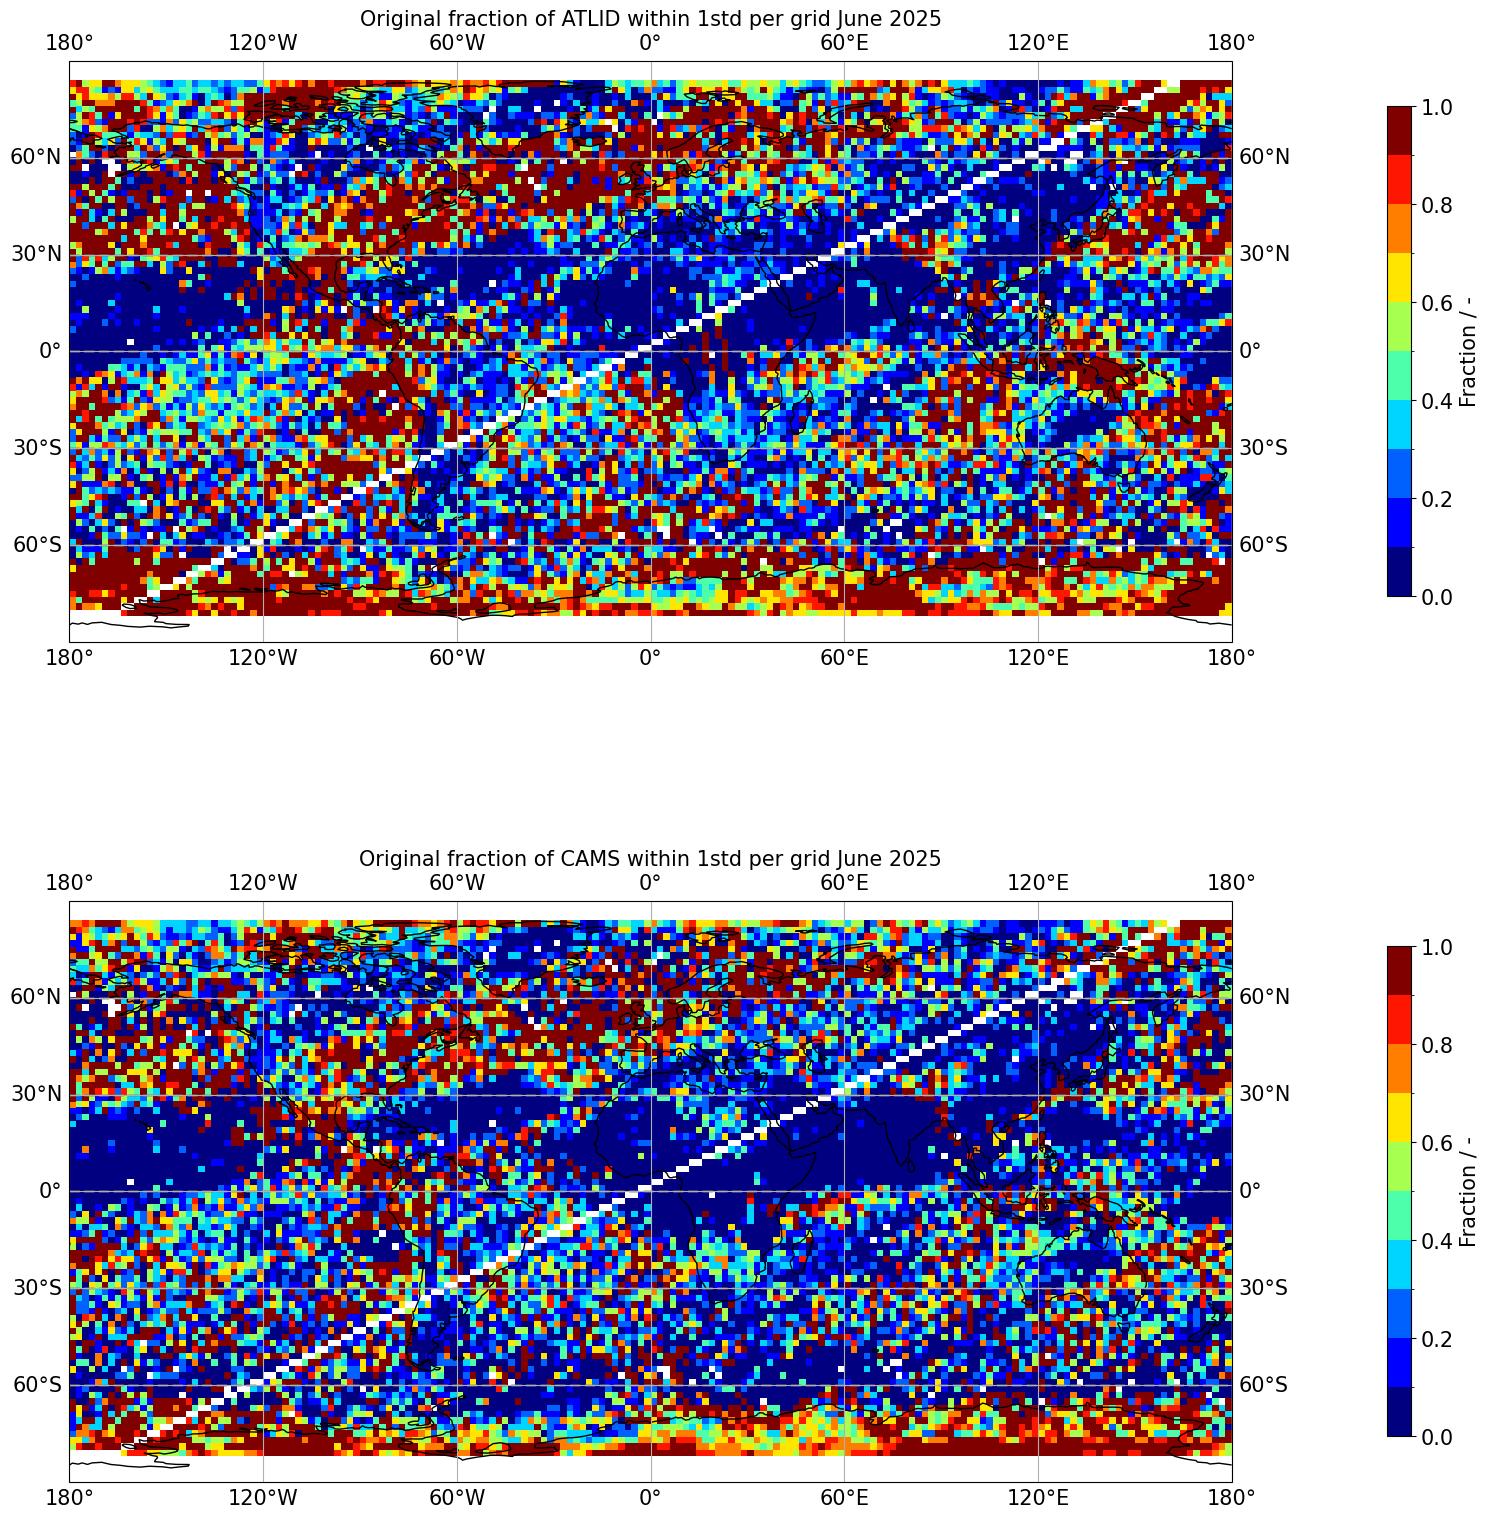 Original fraction of ATLID within 1std per grid June 2025
180° 120°W 60°W 0° 60°E 120°E 180°
60°N 60°N
30°N 30°N
0° 0°
30°S 30°S
60°S 60°S
180° 120°W 60°W 0° 60°E 120°E 180°
1.0
0.8
0.6
0.4
0.2
0.0
Fraction / -
Original fraction of CAMS within 1std per grid June 2025
180° 120°W 60°W 0° 60°E 120°E 180°
60°N 60°N
30°N 30°N
0° 0°
30°S 30°S
60°S 60°S
180° 120°W 60°W 0° 60°E 120°E 180°
1.0
0.8
0.6
0.4
0.2
0.0
Fraction / -